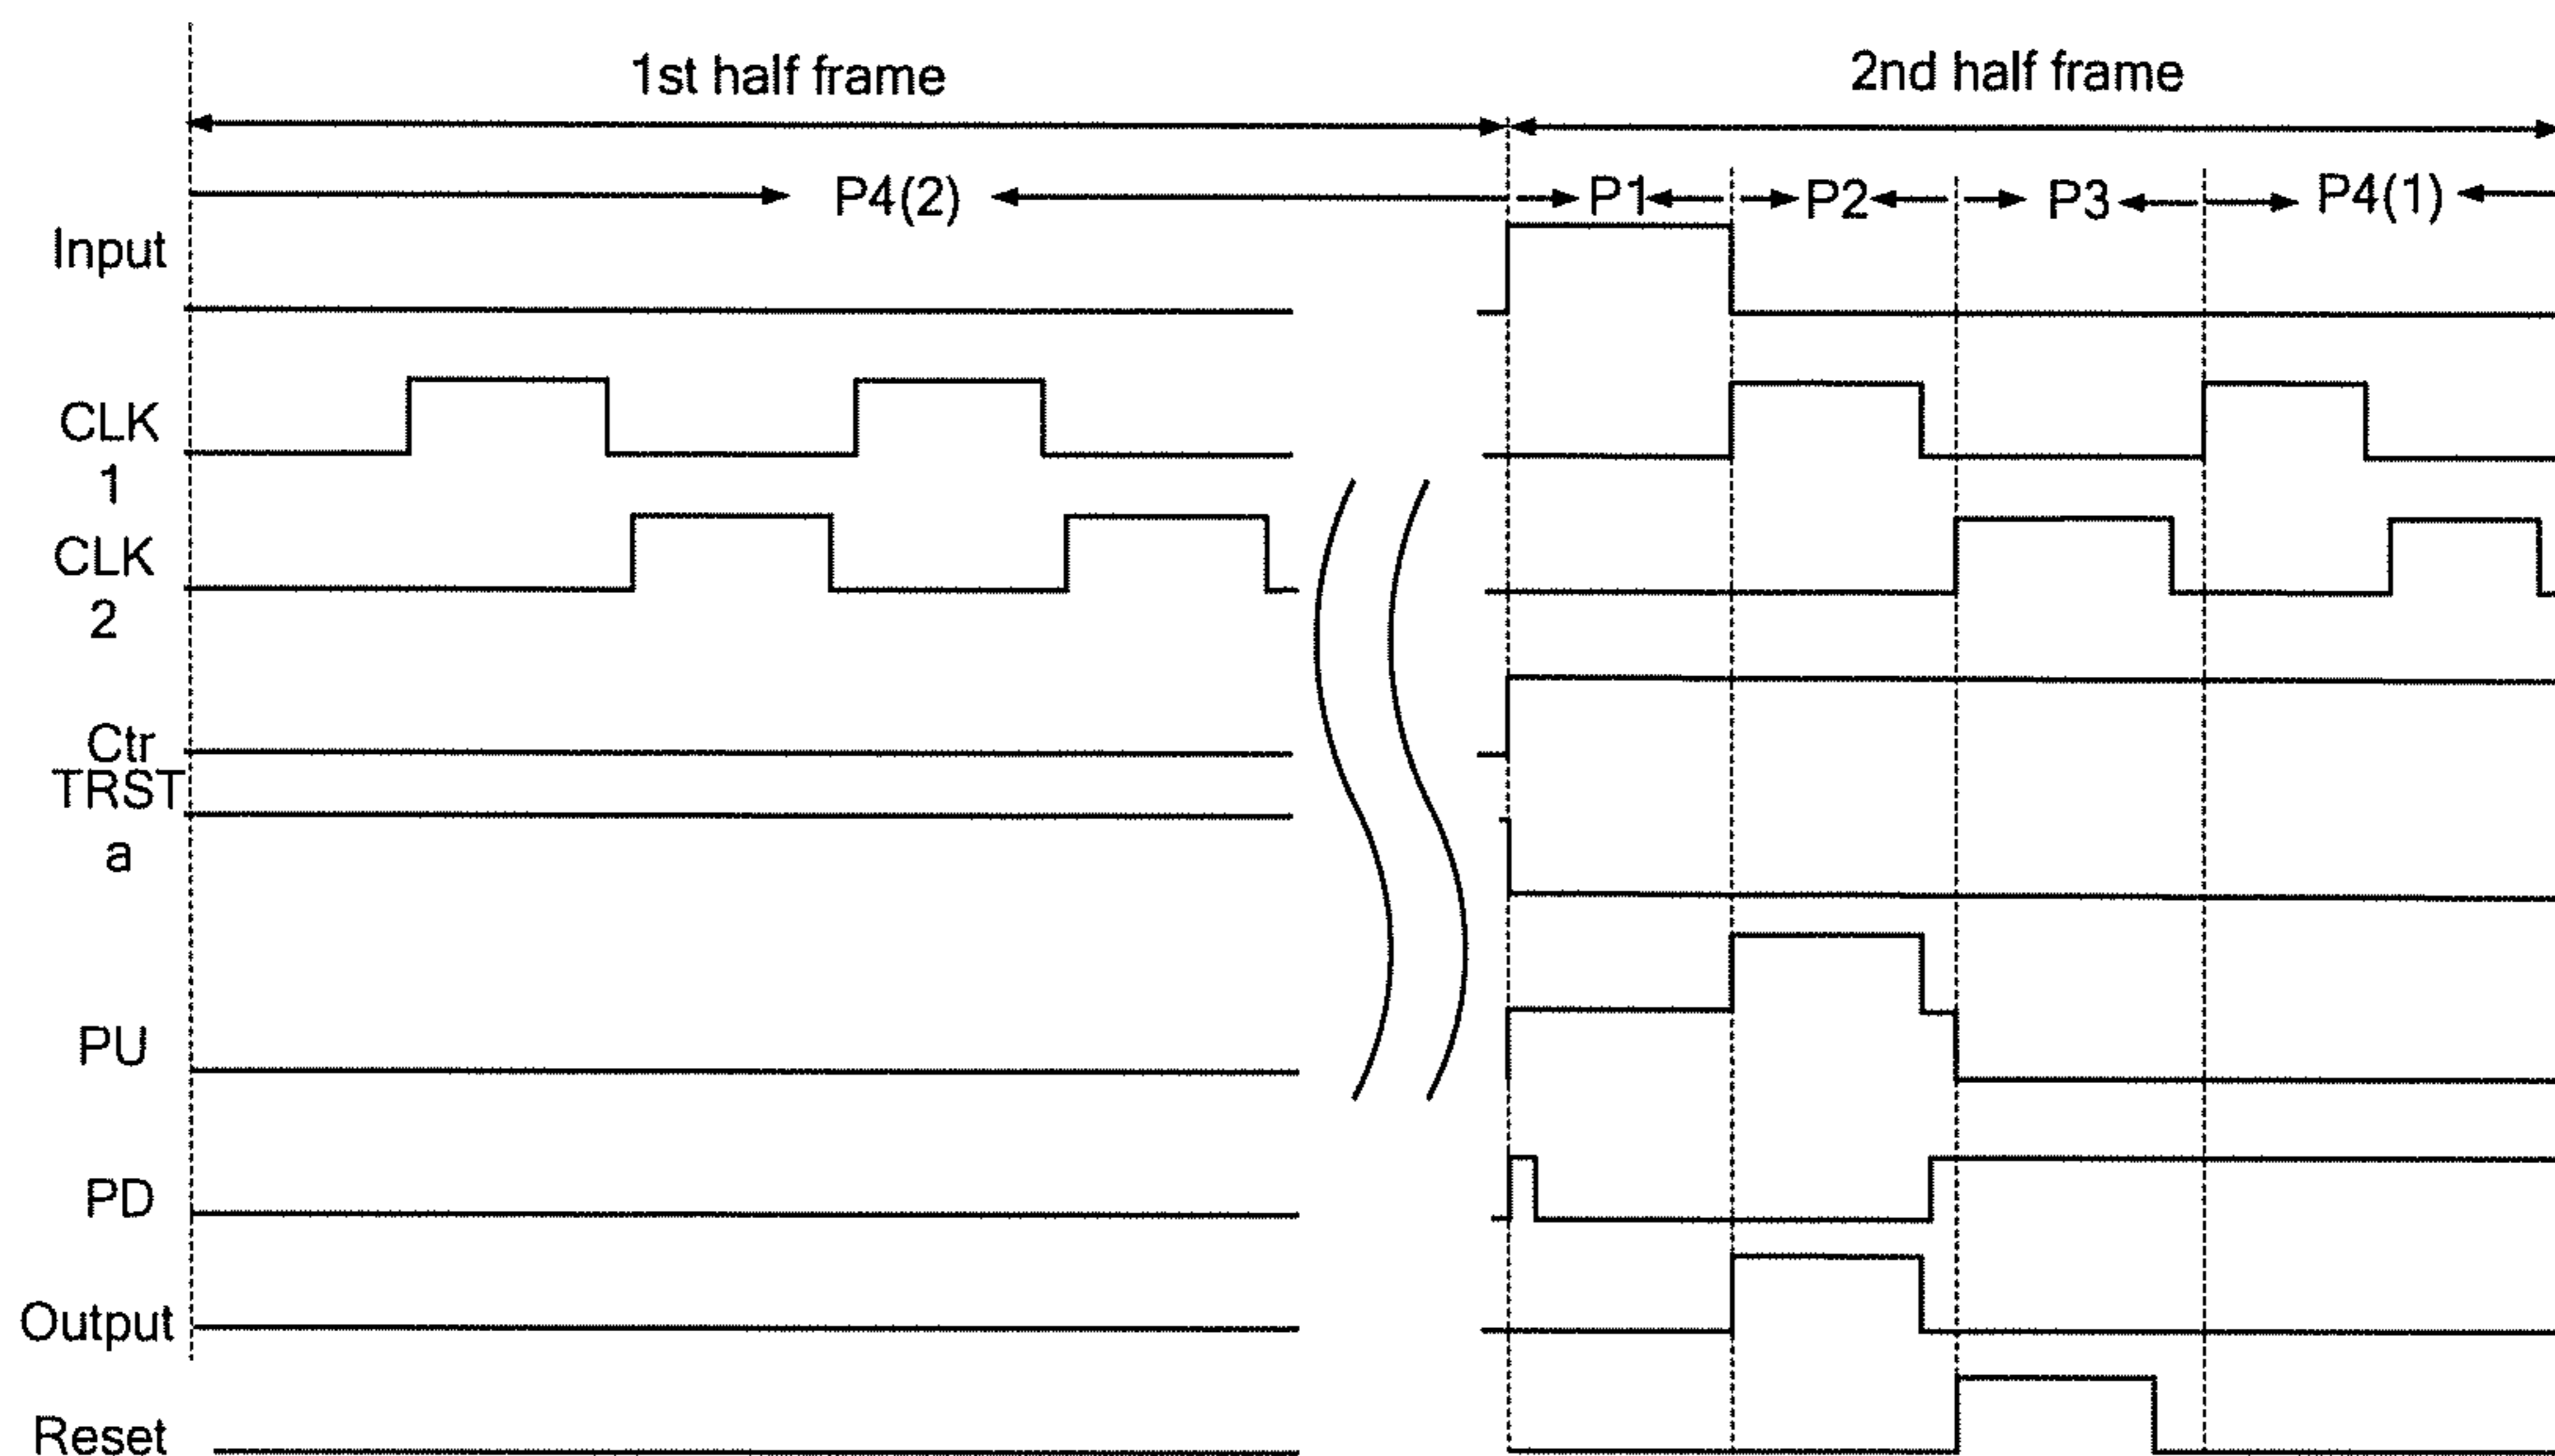 1st half frame
2nd half frame
P4(2)
P1
P2
P3
P4(1)
Input
CLK
1
CLK
2
Ctr
TRST
a
PU
PD
Output
Reset